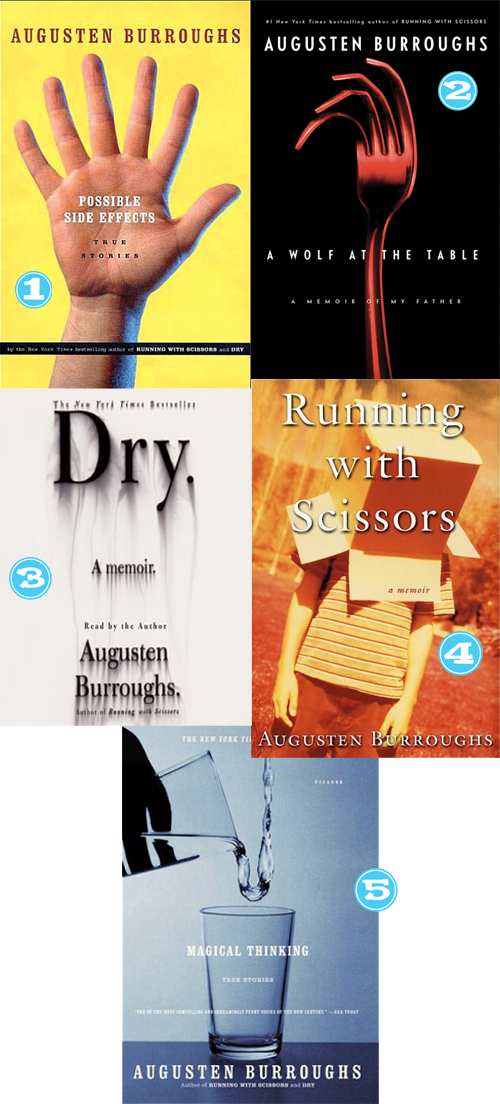 AUGUSTEN BURROUGHS
POSSIBLE
SIDE EFFECTS
TRUE
STORIES
1
by the New York Times bestselling author of RUNNING WITH SCISSORS and DRY
#1 New York Times bestselling author of RUNNING WITH SCISSORS
AUGUSTEN BURROUGHS
2
A WOLF AT THE TABLE
A MEMOIR OF MY FATHER
The New York Times Bestseller
Dry.
A memoir.
3
Read by the Author
Augusten
Burroughs.
Author of Running with Scissors
Running
with
Scissors
a memoir
4
AUGUSTEN BURROUGHS
THE NEW YORK TI
PICADOR
5
MAGICAL THINKING
TRUE STORIES
"ONE OF THE MOST COMPELLING AND SCREAMINGLY FUNNY VOICES OF THE NEW CENTURY." —USA TODAY
AUGUSTEN BURROUGHS
Author of RUNNING WITH SCISSORS and DRY